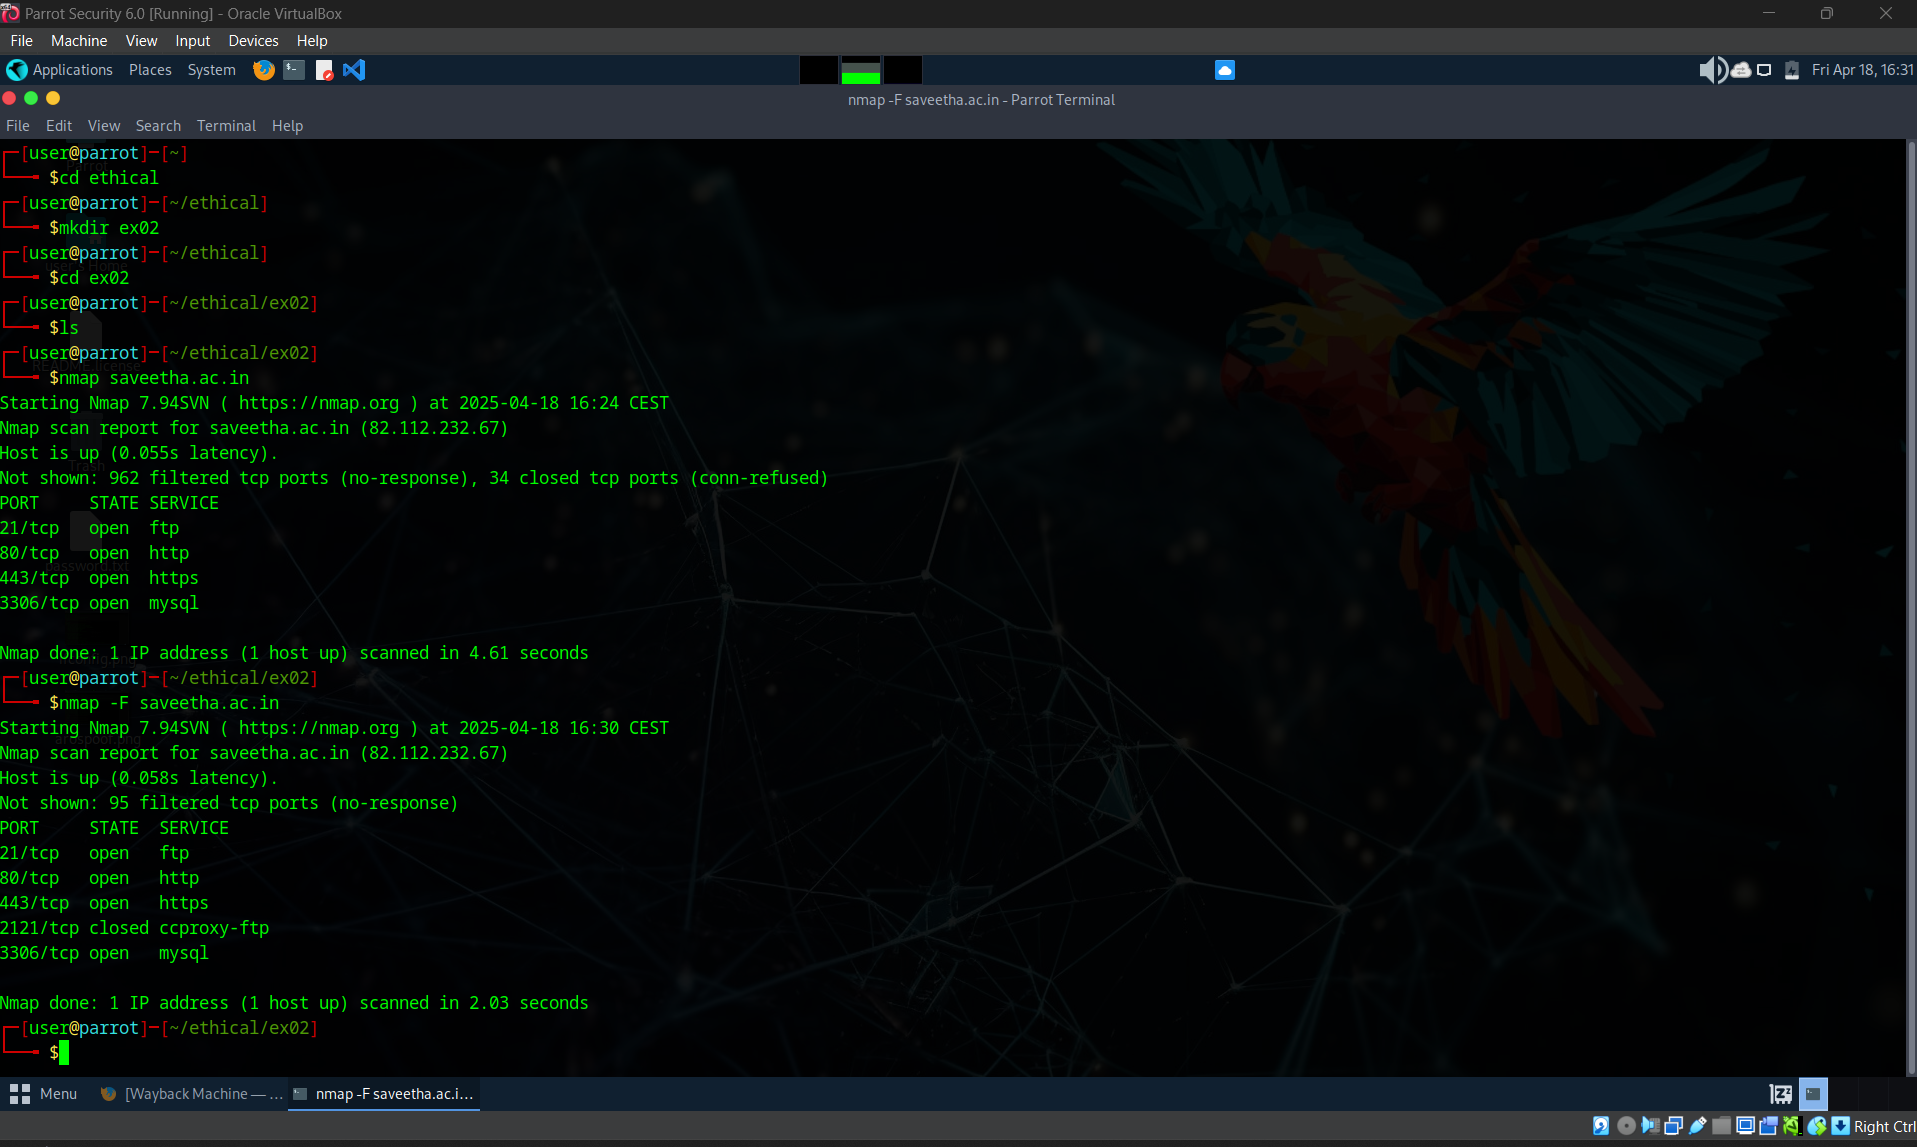 Parrot Security 6.0 [Running] - Oracle VirtualBox
File Machine View Input Devices Help
Applications Places System Fri Apr 18, 16:31
nmap -F saveetha.ac.in - Parrot Terminal
File Edit View Search Terminal Help
[user@parrot]─[~]
$cd ethical
[user@parrot]─[~/ethical]
$mkdir ex02
[user@parrot]─[~/ethical]
$cd ex02
[user@parrot]─[~/ethical/ex02]
$ls
[user@parrot]─[~/ethical/ex02]
README.license
$nmap saveetha.ac.in
Starting Nmap 7.94SVN ( https://nmap.org ) at 2025-04-18 16:24 CEST
Nmap scan report for saveetha.ac.in (82.112.232.67)
Host is up (0.055s latency).
Trash
Not shown: 962 filtered tcp ports (no-response), 34 closed tcp ports (conn-refused)
PORT     STATE SERVICE
21/tcp   open  ftp
80/tcp   open  http
password.txt
443/tcp  open  https
3306/tcp open  mysql
Nmap done: 1 IP address (1 host up) scanned in 4.61 seconds
[user@parrot]─[~/ethical/ex02]
$nmap -F saveetha.ac.in
Starting Nmap 7.94SVN ( https://nmap.org ) at 2025-04-18 16:30 CEST
Nmap scan report for saveetha.ac.in (82.112.232.67)
Host is up (0.058s latency).
Not shown: 95 filtered tcp ports (no-response)
PORT     STATE  SERVICE
21/tcp   open   ftp
80/tcp   open   http
443/tcp  open   https
2121/tcp closed ccproxy-ftp
3306/tcp open   mysql
Nmap done: 1 IP address (1 host up) scanned in 2.03 seconds
[user@parrot]─[~/ethical/ex02]
$
Menu [Wayback Machine — ... nmap -F saveetha.ac.i...
Right Ctrl